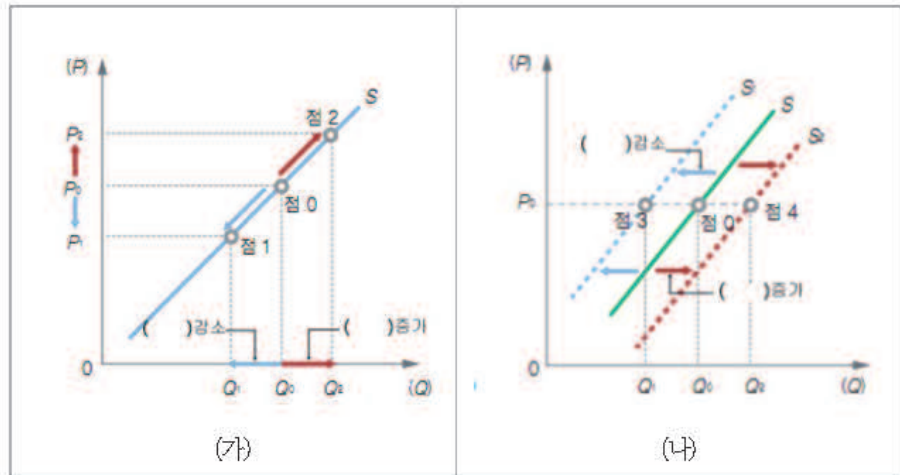 (P)
S
점 2
P₂
P₀
점 0
P₁
점 1
(    )감소
(    )증가
0
Q₁
Q₀
Q₂
(Q)
(가)
(P)
S
S
S₂
(    )감소
P₀
점 3
점 0
점 4
(    )증가
0
Q₁
Q₀
Q₂
(Q)
(나)